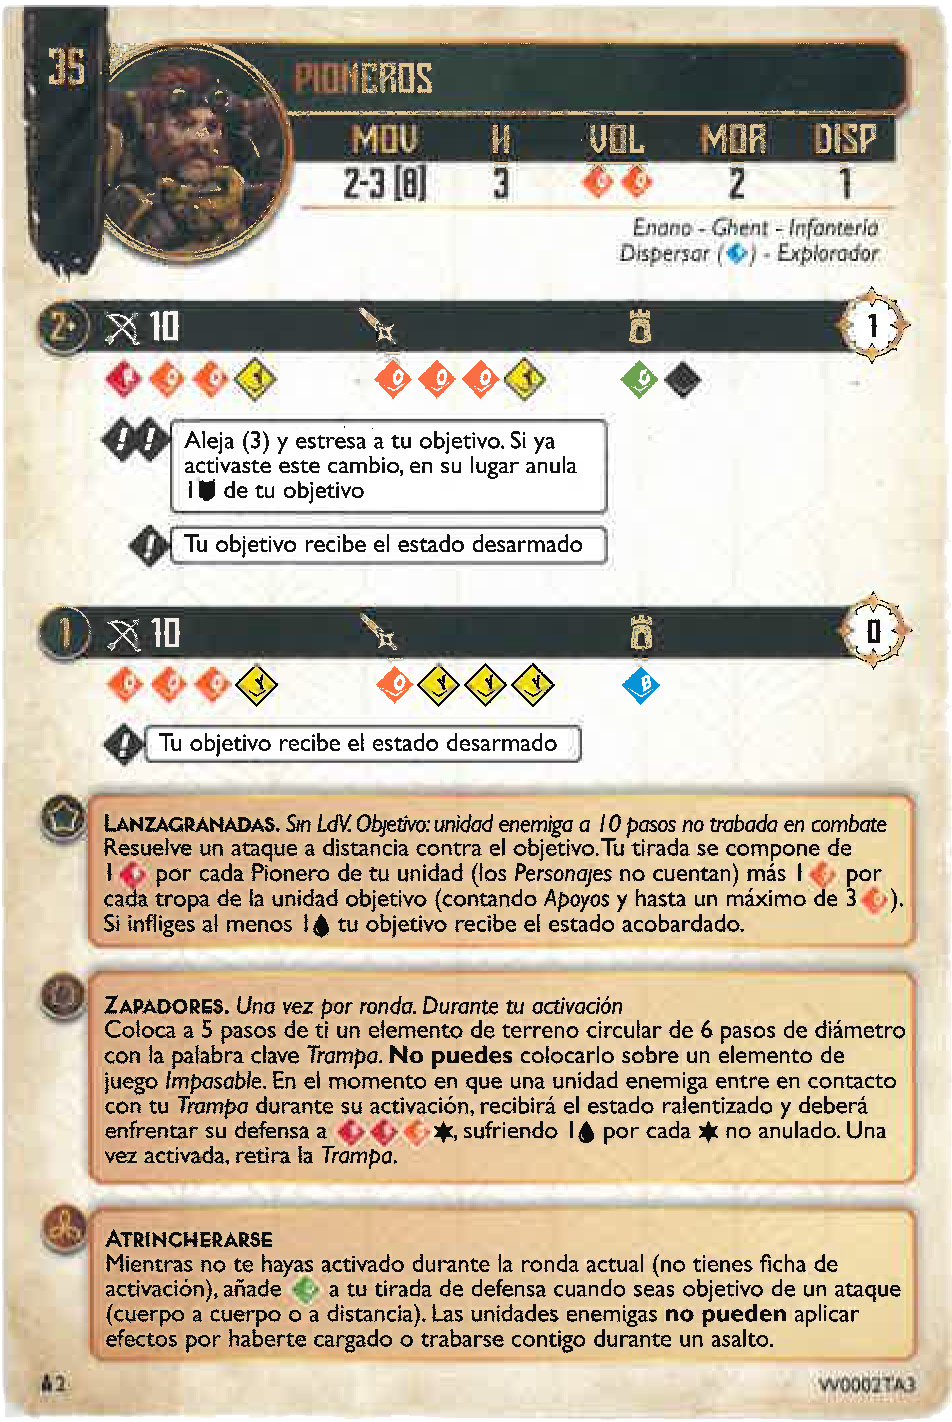 35
PIONEROS
MOV H VOL MOR DISP
2-3 [8] 3 O O 2 1
Enano - Ghent - Infantería
Dispersar ( ) - Explorador
2+ 10 1
R O O Y O O O Y G
! ! Aleja (3) y estresa a tu objetivo. Si ya
activaste este cambio, en su lugar anula
1 de tu objetivo
! Tu objetivo recibe el estado desarmado
1 10 0
O O O Y O Y Y Y B
! Tu objetivo recibe el estado desarmado
LANZAGRANADAS. Sin LdV. Objetivo: unidad enemiga a 10 pasos no trabada en combate
Resuelve un ataque a distancia contra el objetivo. Tu tirada se compone de
1 por cada Pionero de tu unidad (los Personajes no cuentan) más 1 por
cada tropa de la unidad objetivo (contando Apoyos y hasta un máximo de 3 ).
Si infliges al menos 1 tu objetivo recibe el estado acobardado.
ZAPADORES. Una vez por ronda. Durante tu activación
Coloca a 5 pasos de ti un elemento de terreno circular de 6 pasos de diámetro
con la palabra clave Trampa. No puedes colocarlo sobre un elemento de
juego Impasable. En el momento en que una unidad enemiga entre en contacto
con tu Trampa durante su activación, recibirá el estado ralentizado y deberá
enfrentar su defensa a , sufriendo 1 por cada no anulado. Una
vez activada, retira la Trampa.
ATRINCHERARSE
Mientras no te hayas activado durante la ronda actual (no tienes ficha de
activación), añade a tu tirada de defensa cuando seas objetivo de un ataque
(cuerpo a cuerpo o a distancia). Las unidades enemigas no pueden aplicar
efectos por haberte cargado o trabarse contigo durante un asalto.
2 VV0002TA3